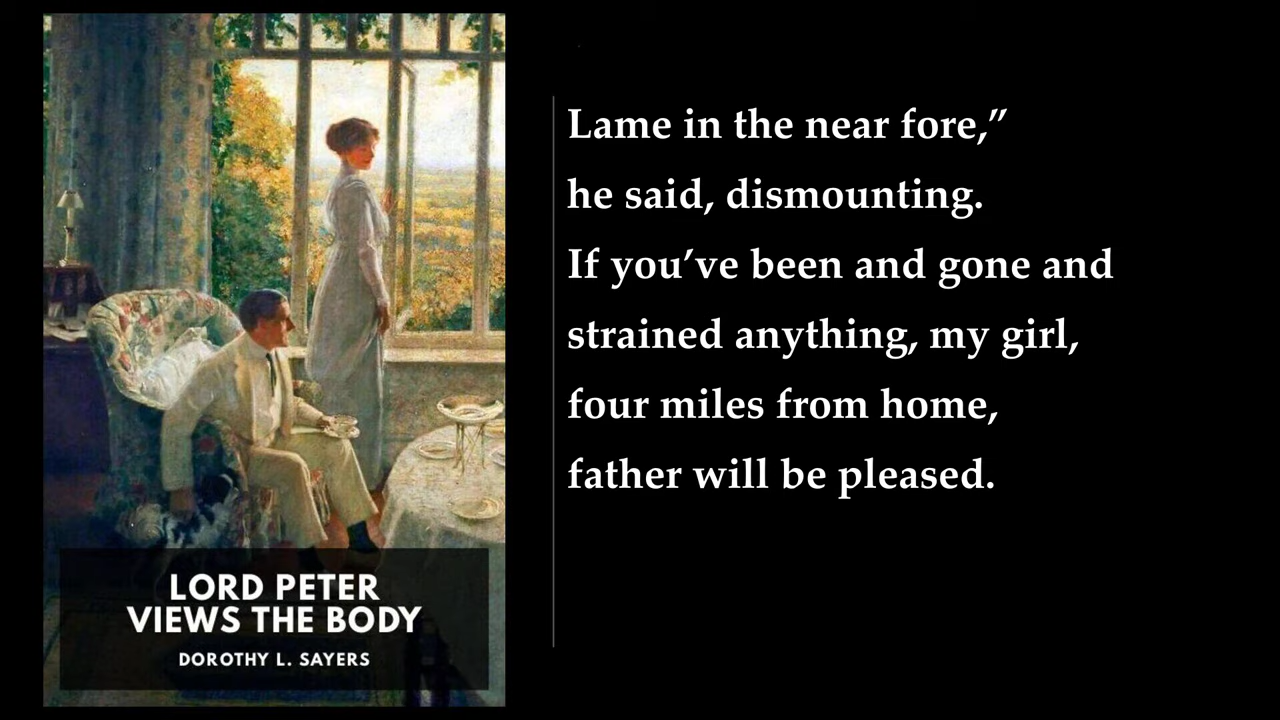 Lame in the near fore,”
he said, dismounting.
If you’ve been and gone and
strained anything, my girl,
four miles from home,
father will be pleased.
LORD PETER
VIEWS THE BODY
DOROTHY L. SAYERS